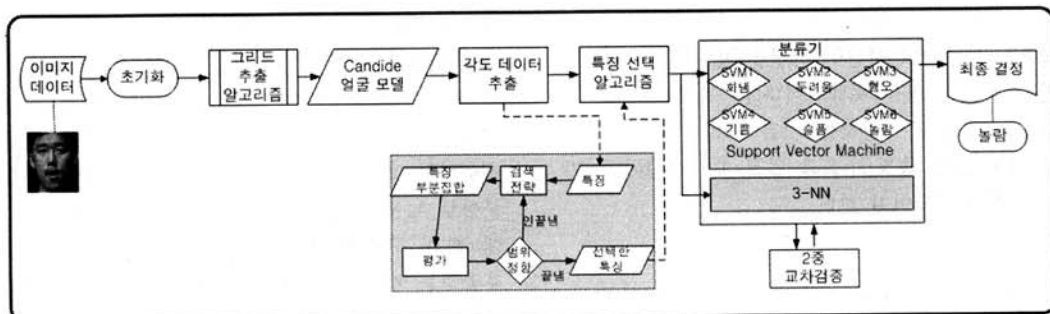 이미지
데이터
초기화
그리드
추출
알고리즘
Candide
얼굴 모델
각도 데이터
추출
특징 선택
알고리즘
분류기
SVM1
화냄
SVM2
두려움
SVM3
혐오
SVM4
기쁨
SVM5
슬픔
SVM6
놀람
Support Vector Machine
3-NN
최종 결정
놀람
2중
교차검증
특징
부분집합
검색
전략
특징
안끝냄
평가
범위
정함
끝냄
선택한
특징